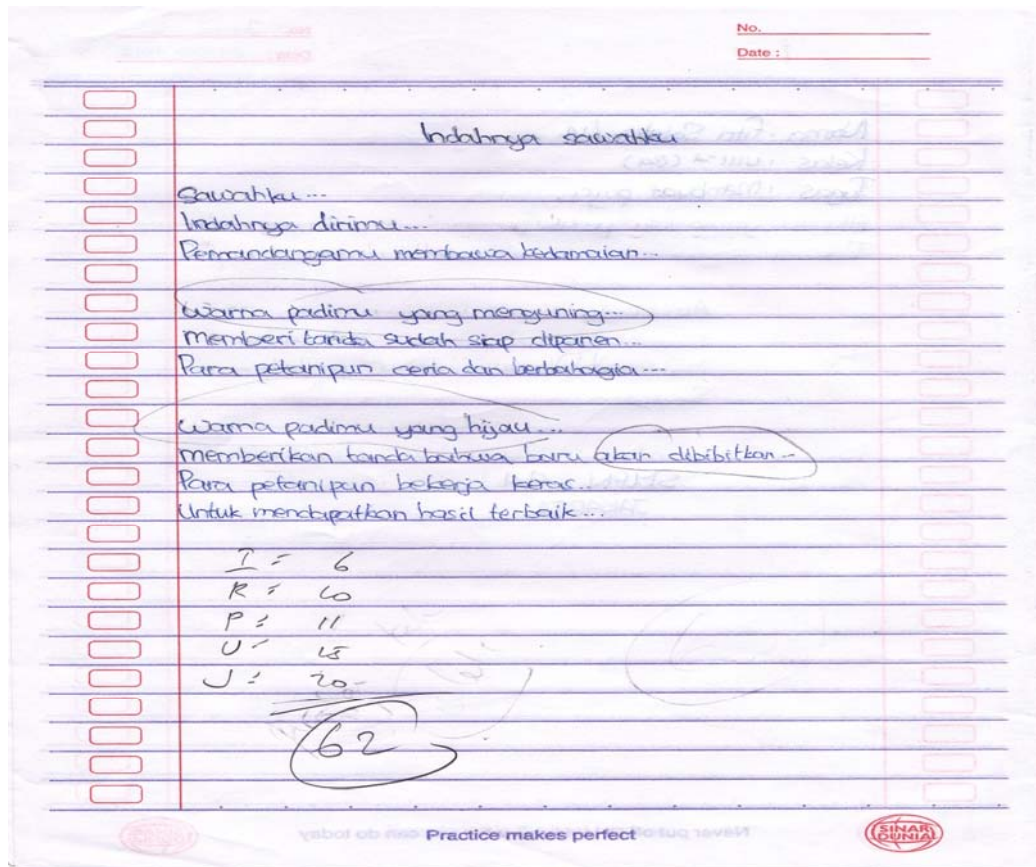 No.
Date :
Indahnya sawahku
Sawahku...
Indahnya dirimu...
Pemandanganmu membawa kedamaian...
Warna padimu yang menguning...
Memberi tanda sudah siap dipanen...
Para petanipun ceria dan berbahagia...
Warna padimu yang hijau...
memberikan tanda bahwa baru akan dibibitkan..
Para petanipun bekerja keras...
Untuk mendapatkan hasil terbaik...
I = 6
R = 10
P = 11
U = 15
J = 20
62
Practice makes perfect
SINAR DUNIA